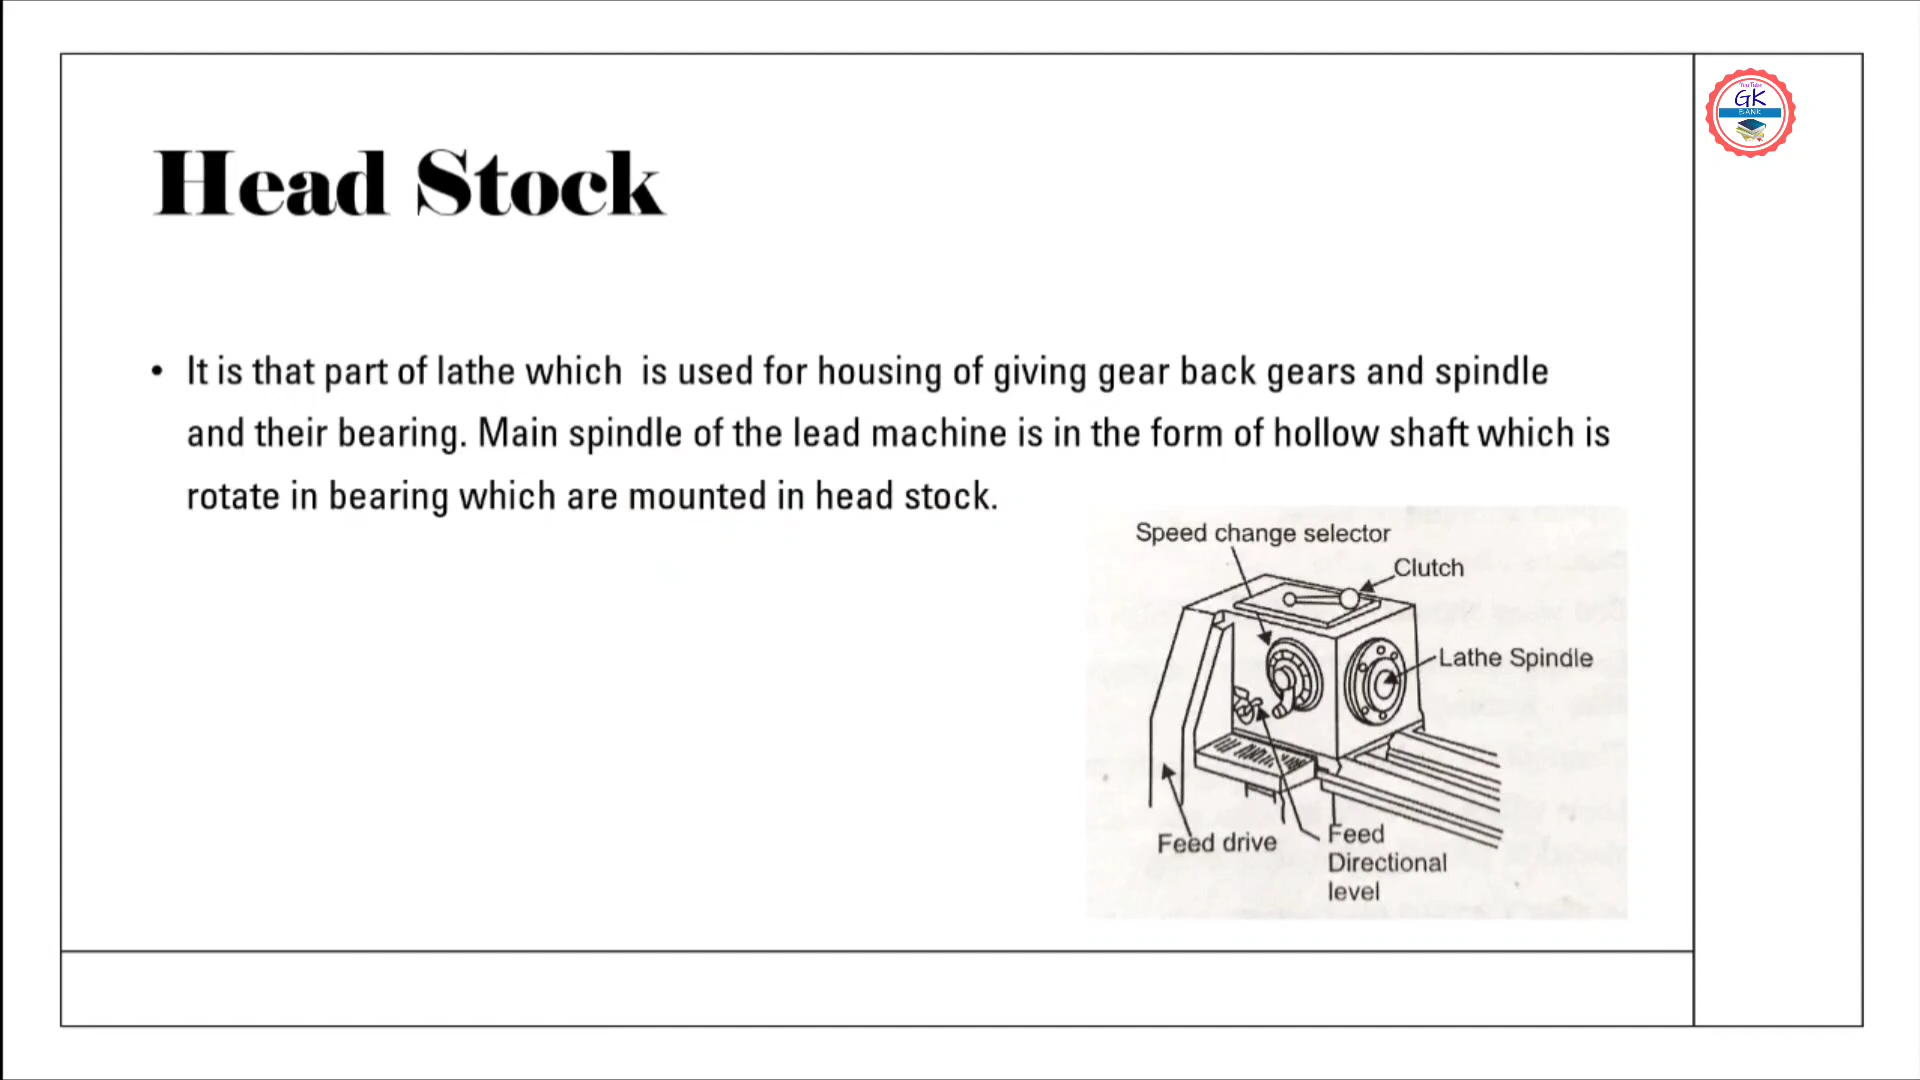 YouTube
GK
BANK
Head Stock
• It is that part of lathe which is used for housing of giving gear back gears and spindle
and their bearing. Main spindle of the lead machine is in the form of hollow shaft which is
rotate in bearing which are mounted in head stock.
Speed change selector
Clutch
Lathe Spindle
Feed drive
Feed
Directional
level